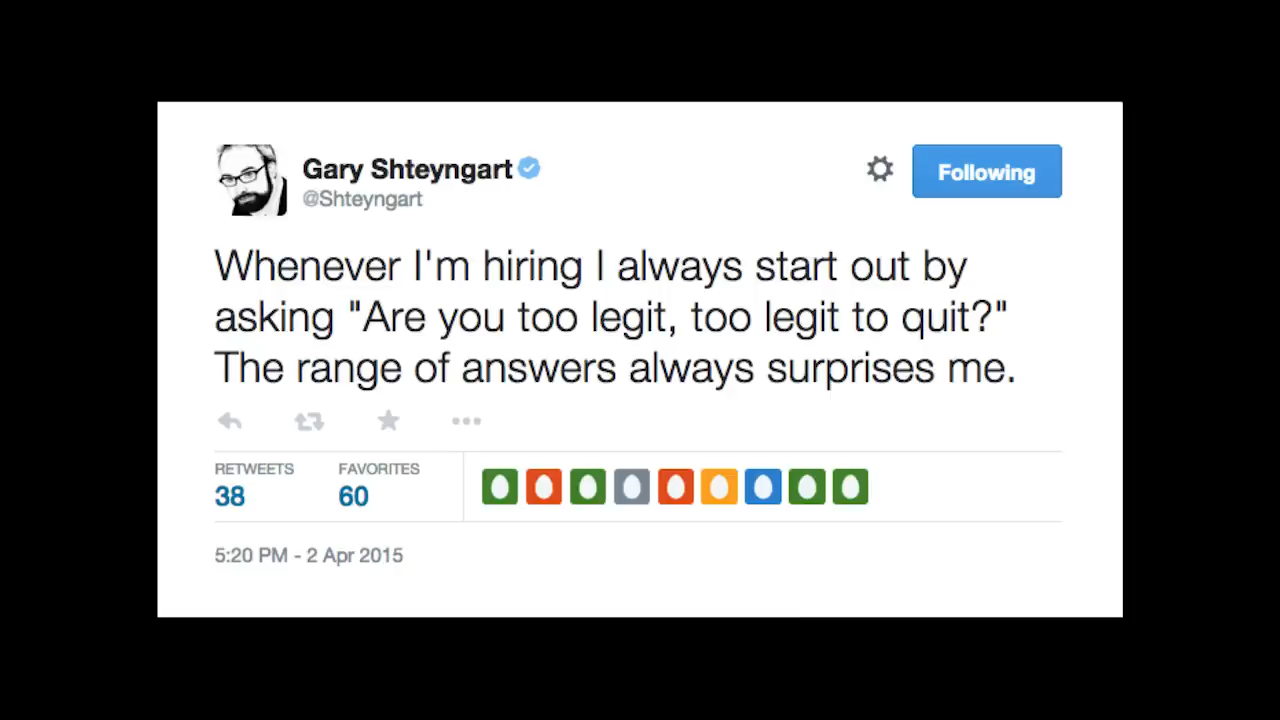 Gary Shteyngart
@Shteyngart
Following
Whenever I'm hiring I always start out by
asking "Are you too legit, too legit to quit?"
The range of answers always surprises me.
RETWEETS
38
FAVORITES
60
5:20 PM - 2 Apr 2015